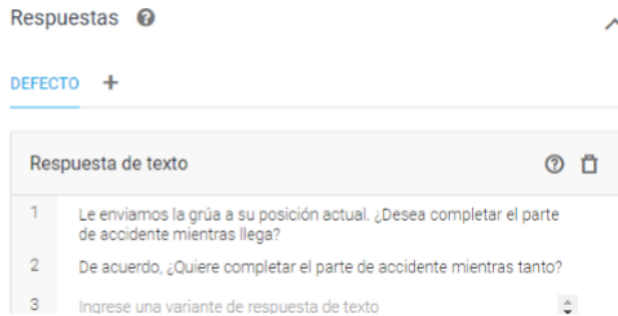 Respuestas
DEFECTO +
Respuesta de texto
1 Le enviamos la grúa a su posición actual. ¿Desea completar el parte
de accidente mientras llega?
2 De acuerdo, ¿Quiere completar el parte de accidente mientras tanto?
3 Ingrese una variante de respuesta de texto